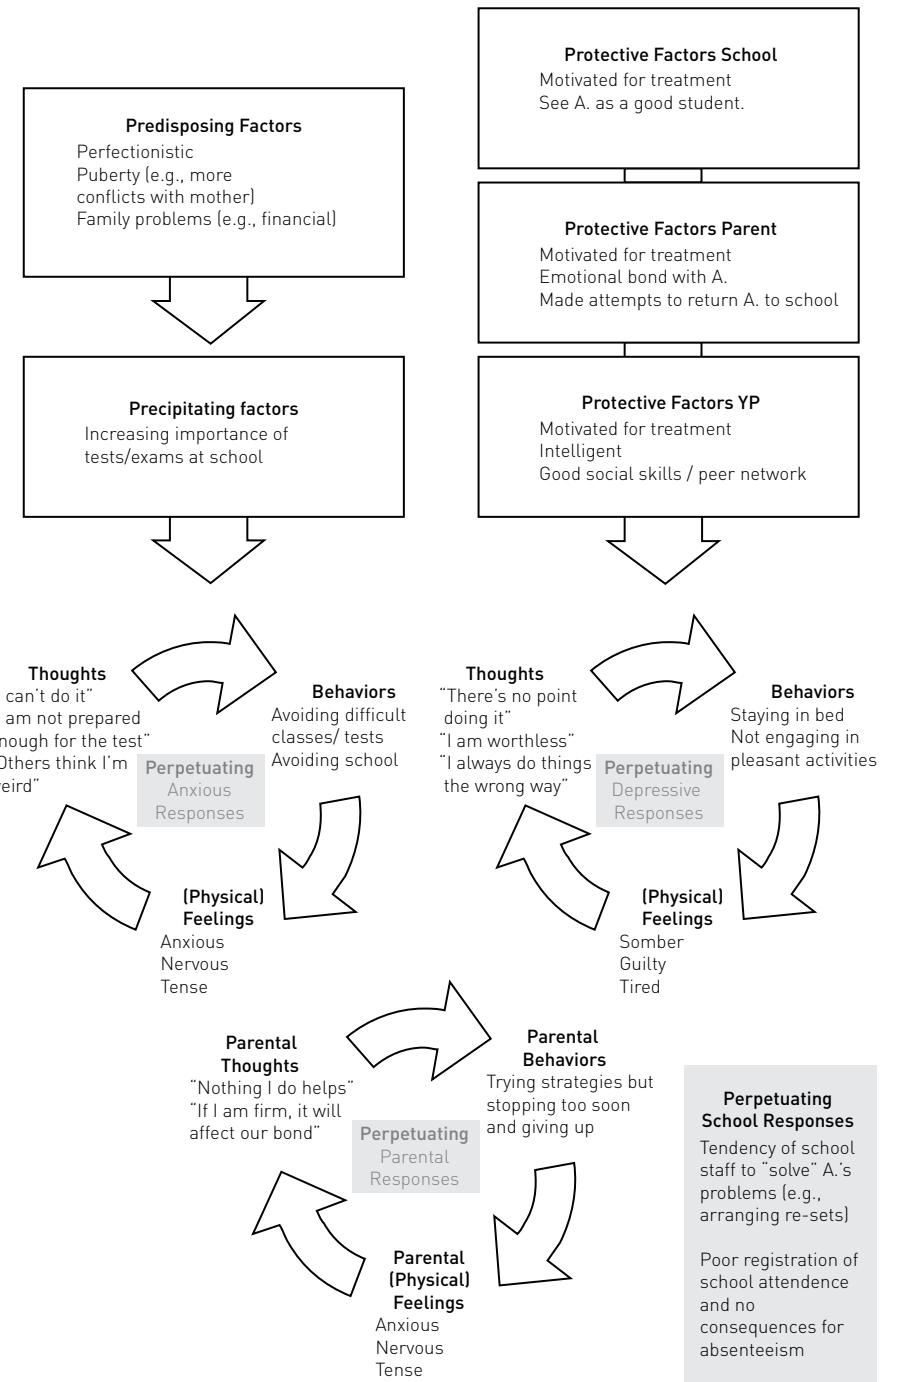 Predisposing Factors
Perfectionistic
Puberty (e.g., more
conflicts with mother)
Family problems (e.g., financial)
Precipitating factors
Increasing importance of
tests/exams at school
Protective Factors School
Motivated for treatment
See A. as a good student.
Protective Factors Parent
Motivated for treatment
Emotional bond with A.
Made attempts to return A. to school
Protective Factors YP
Motivated for treatment
Intelligent
Good social skills / peer network
Thoughts
can’t do it”
am not prepared
nough for the test”
Others think I’m
eird”
Behaviors
Avoiding difficult
classes/ tests
Avoiding school
Perpetuating
Anxious
Responses
(Physical)
Feelings
Anxious
Nervous
Tense
Thoughts
“There’s no point
doing it”
“I am worthless”
“I always do things
the wrong way”
Behaviors
Staying in bed
Not engaging in
pleasant activities
Perpetuating
Depressive
Responses
(Physical)
Feelings
Somber
Guilty
Tired
Parental
Thoughts
“Nothing I do helps”
“If I am firm, it will
affect our bond”
Parental
Behaviors
Trying strategies but
stopping too soon
and giving up
Perpetuating
Parental
Responses
Parental
(Physical)
Feelings
Anxious
Nervous
Tense
Perpetuating
School Responses
Tendency of school
staff to “solve” A.’s
problems (e.g.,
arranging re-sets)
Poor registration of
school attendence
and no
consequences for
absenteeism